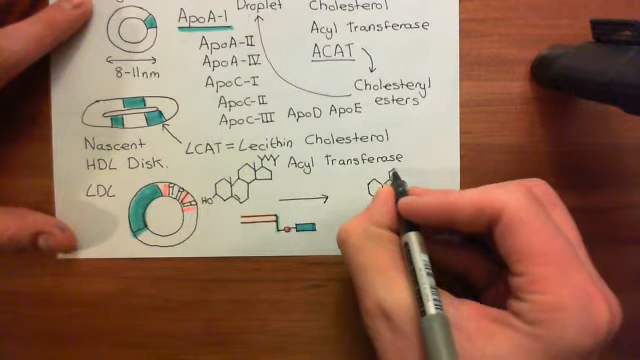 Droplet
Cholesterol
Acyl Transferase
ACAT
Cholesteryl
esters
ApoA-I
ApoA-II
ApoA-IV
ApoC-I
ApoC-II
ApoC-III ApoD ApoE
8-11nm
Nascent
HDL Disk.
LCAT = Lecithin Cholesterol
Acyl Transferase
LDL
HO